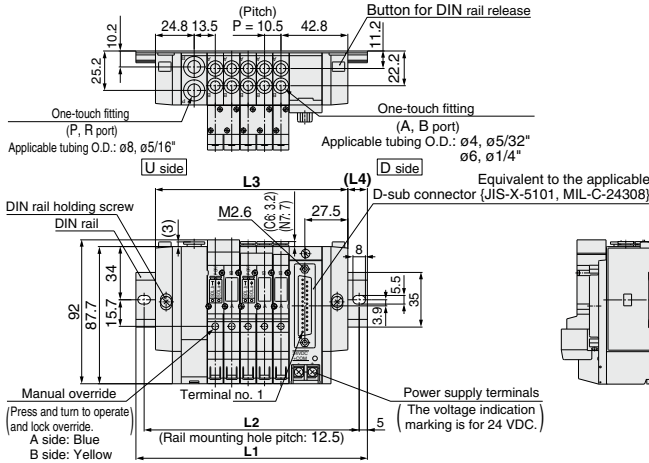 (Pitch)
24.8 13.5 P = 10.5 42.8
Button for DIN rail release
10.2
25.2
11.2
22.2
One-touch fitting
(P, R port)
Applicable tubing O.D.: ø8, ø5/16"
One-touch fitting
(A, B port)
Applicable tubing O.D.: ø4, ø5/32"
ø6, ø1/4"
U side
D side
L3
(L4)
Equivalent to the applicable
D-sub connector {JIS-X-5101, MIL-C-24308}
DIN rail holding screw
DIN rail
(3)
M2.6
(C6: 3.2)
(N7: 7)
27.5
8
5.5
3.9
35
34
15.7
92
87.7
Manual override
(Press and turn to operate
and lock override.)
A side: Blue
B side: Yellow
Terminal no. 1
Power supply terminals
(The voltage indication
marking is for 24 VDC.)
L2
(Rail mounting hole pitch: 12.5)
5
L1